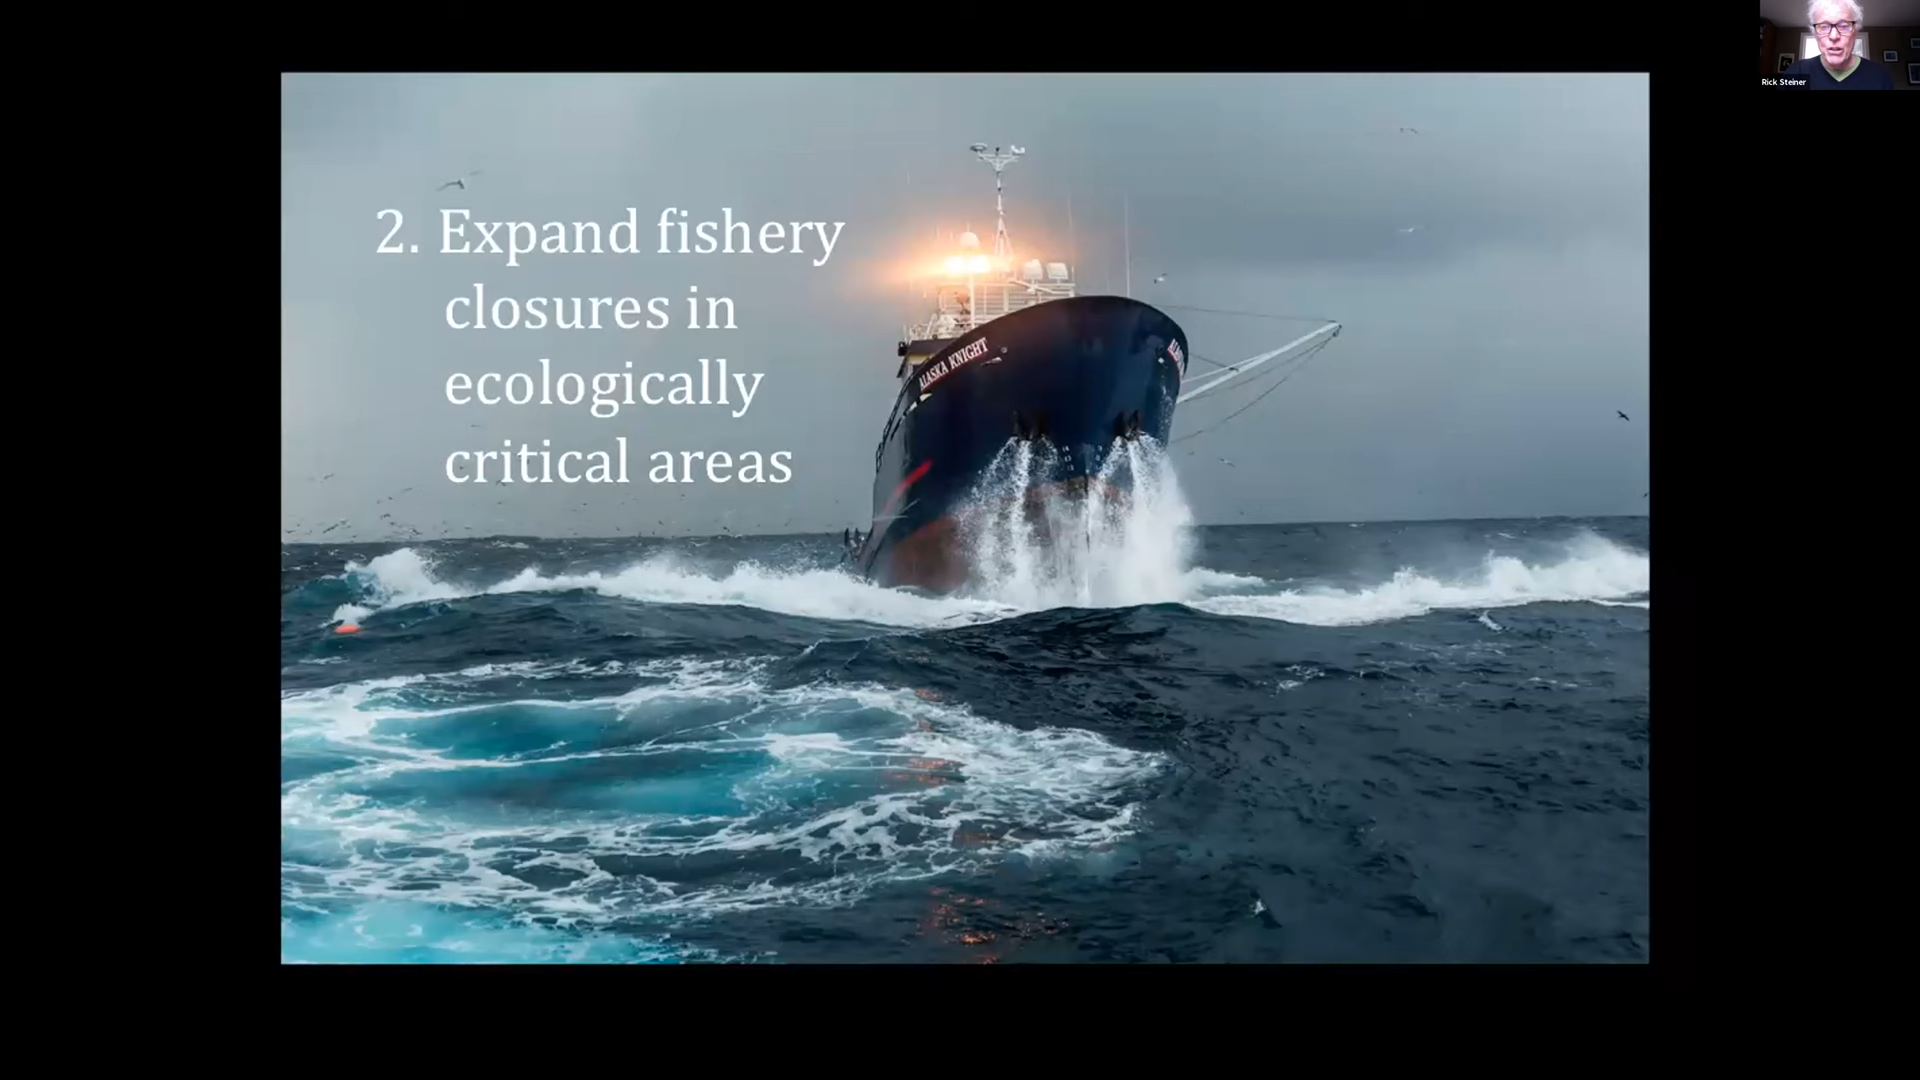 Rick Steiner
2. Expand fishery
closures in
ecologically
critical areas
ALASKA KNIGHT